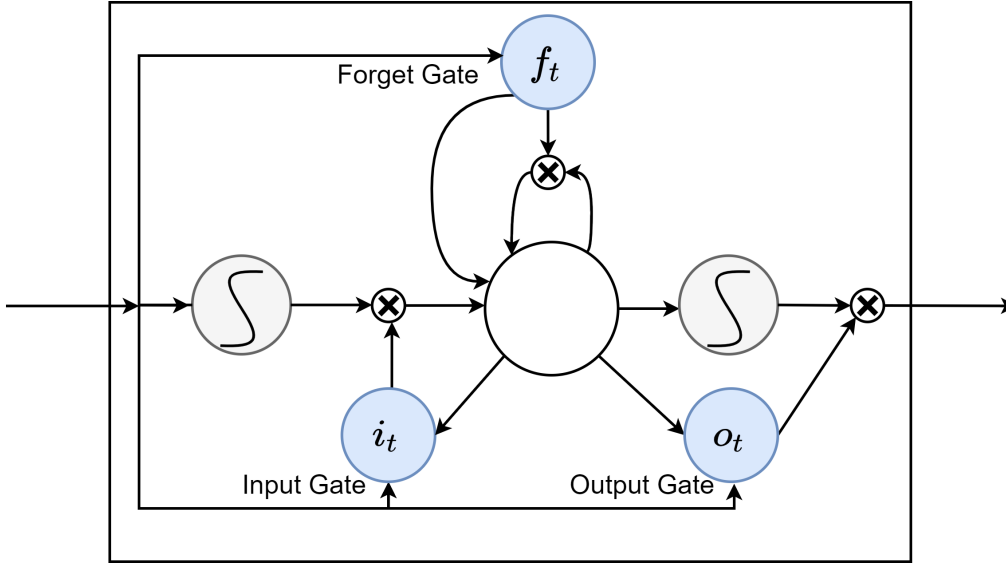 f_t
Forget Gate
i_t
o_t
Input Gate
Output Gate